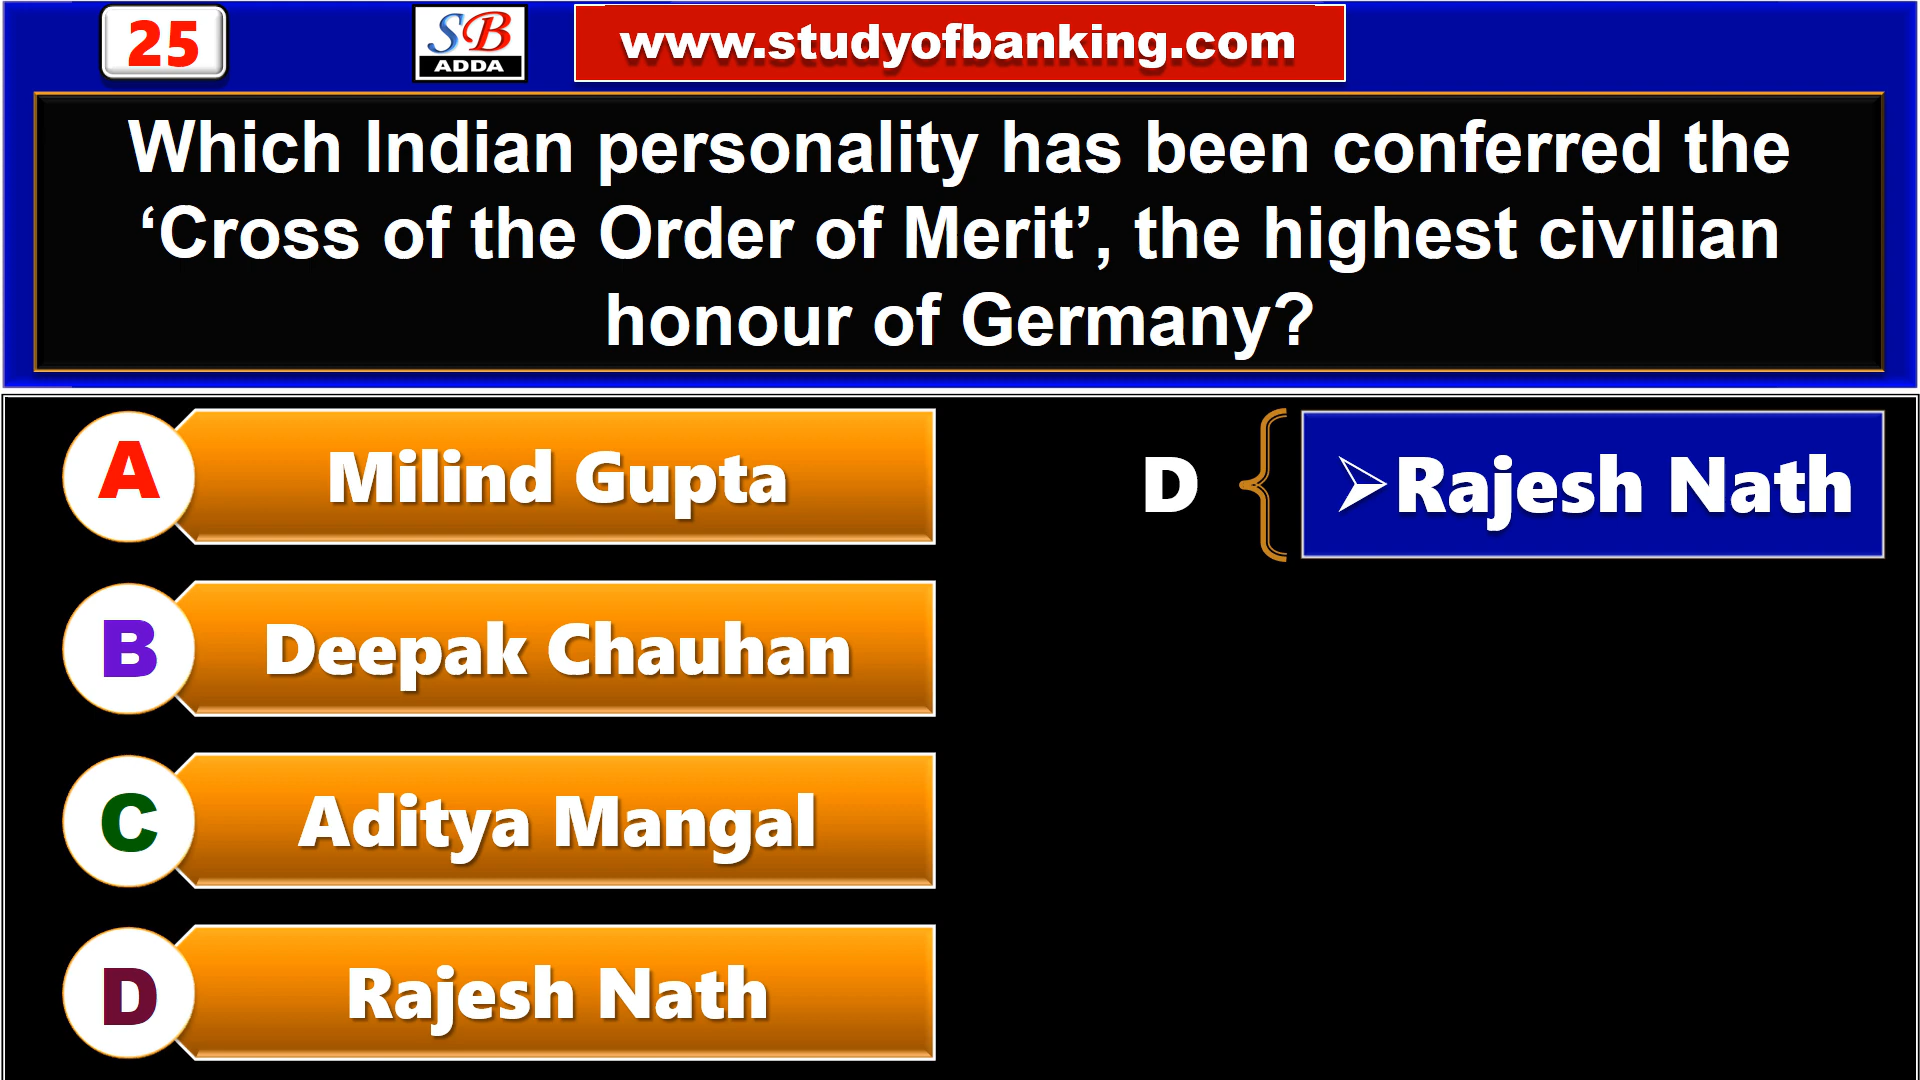 25
SB
ADDA
www.studyofbanking.com
Which Indian personality has been conferred the
‘Cross of the Order of Merit’, the highest civilian
honour of Germany?
A Milind Gupta
D ➢Rajesh Nath
B Deepak Chauhan
C Aditya Mangal
D Rajesh Nath